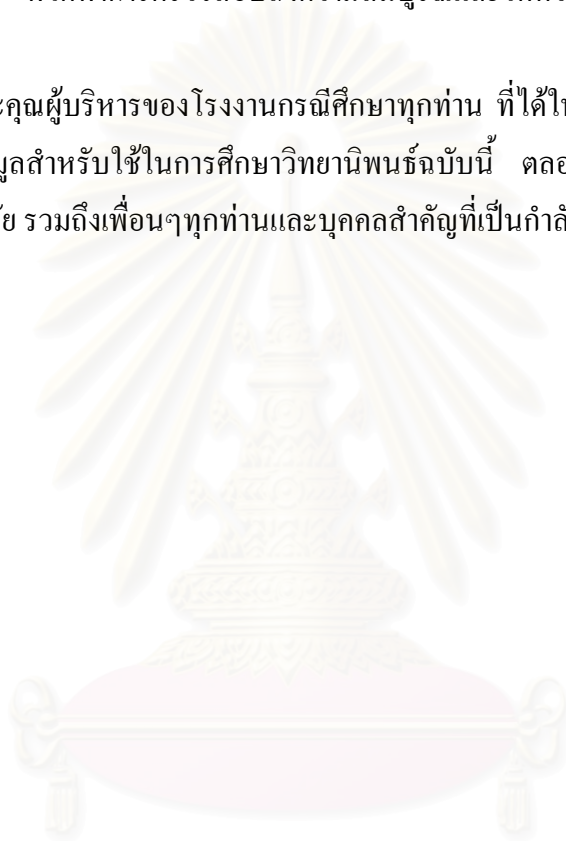 ะคุณผู้บริหารของโรงงานกรณีศึกษาทุกท่าน ที่ได้ให
มูลสำหรับใช้ในการศึกษาวิทยานิพนธ์ฉบับนี้ ตลอ
ัย รวมถึงเพื่อนๆทุกท่านและบุคคลสำคัญที่เป็นกำลั